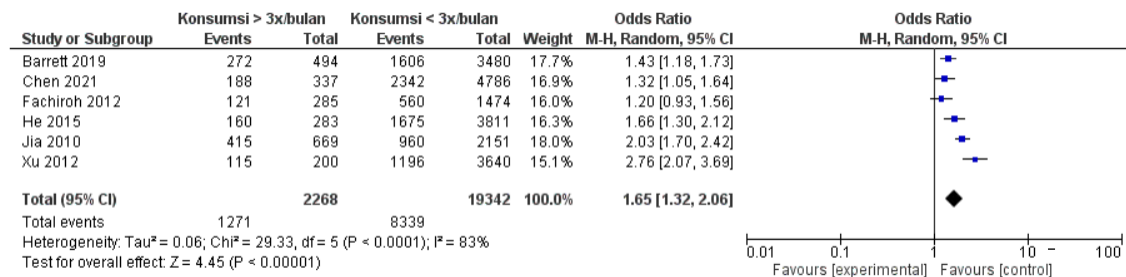 Konsumsi > 3x/bulan Konsumsi < 3x/bulan Odds Ratio Odds Ratio
Study or Subgroup Events Total Events Total Weight M-H, Random, 95% CI M-H, Random, 95% CI
Barrett 2019 272 494 1606 3480 17.7% 1.43 [1.18, 1.73]
Chen 2021 188 337 2342 4786 16.9% 1.32 [1.05, 1.64]
Fachiroh 2012 121 285 560 1474 16.0% 1.20 [0.93, 1.56]
He 2015 160 283 1675 3811 16.3% 1.66 [1.30, 2.12]
Jia 2010 415 669 960 2151 18.0% 2.03 [1.70, 2.42]
Xu 2012 115 200 1196 3640 15.1% 2.76 [2.07, 3.69]
Total (95% CI) 2268 19342 100.0% 1.65 [1.32, 2.06]
Total events 1271 8339
Heterogeneity: Tau² = 0.06; Chi² = 29.33, df = 5 (P < 0.0001); I² = 83%
Test for overall effect: Z = 4.45 (P < 0.00001)
0.01 0.1 1 10 100
Favours [experimental] Favours [control]